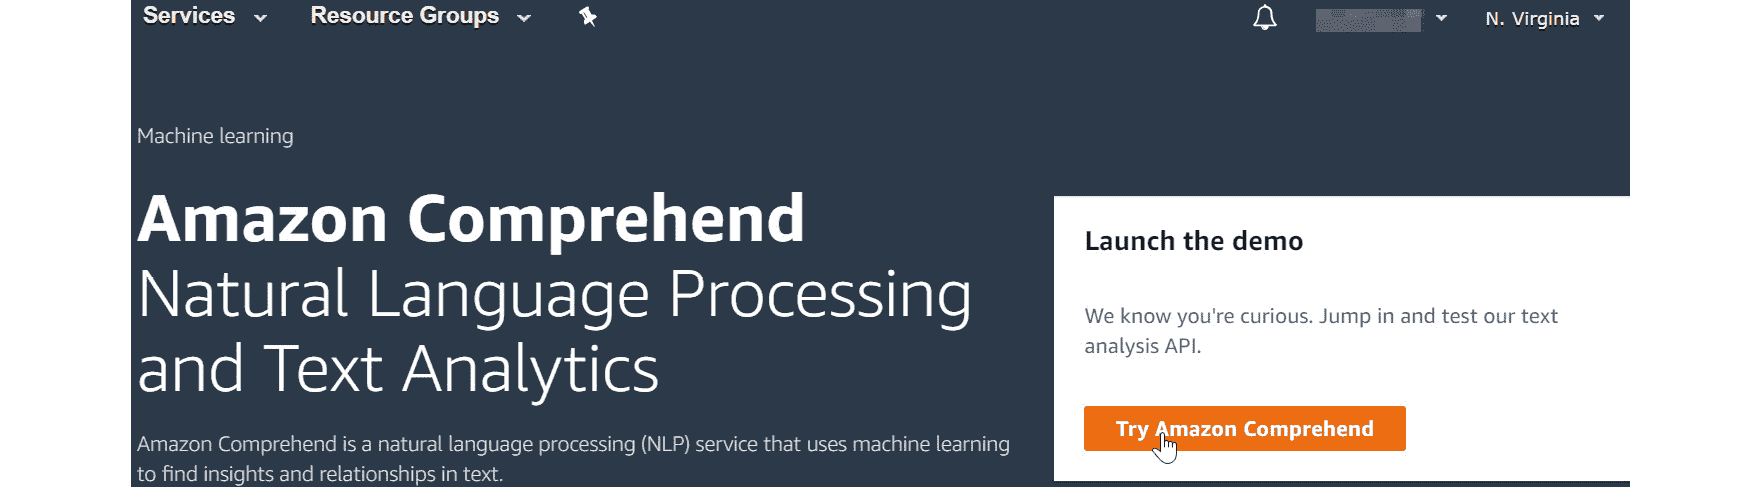 Services Resource Groups N. Virginia
Machine learning
Amazon Comprehend
Natural Language Processing
and Text Analytics
Amazon Comprehend is a natural language processing (NLP) service that uses machine learning
to find insights and relationships in text.
Launch the demo
We know you're curious. Jump in and test our text
analysis API.
Try Amazon Comprehend